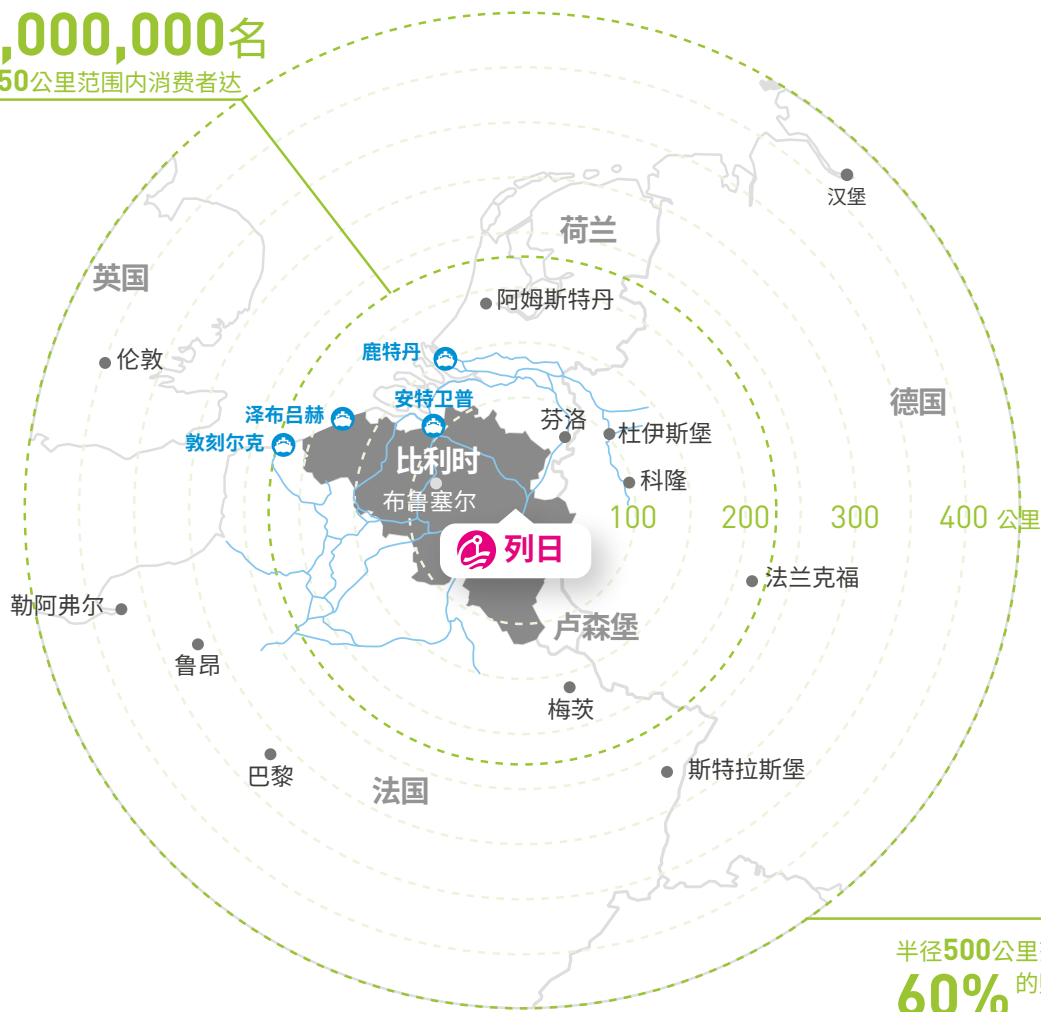 ,000,000名
50公里范围内消费者达
汉堡
荷兰
英国
阿姆斯特丹
鹿特丹
伦敦
安特卫普
德国
泽布吕赫
芬洛
杜伊斯堡
敦刻尔克
比利时
科隆
布鲁塞尔
100 200 300 400 公里
列日
法兰克福
勒阿弗尔
卢森堡
鲁昂
梅茨
斯特拉斯堡
巴黎
法国
半径500公里
60% 的